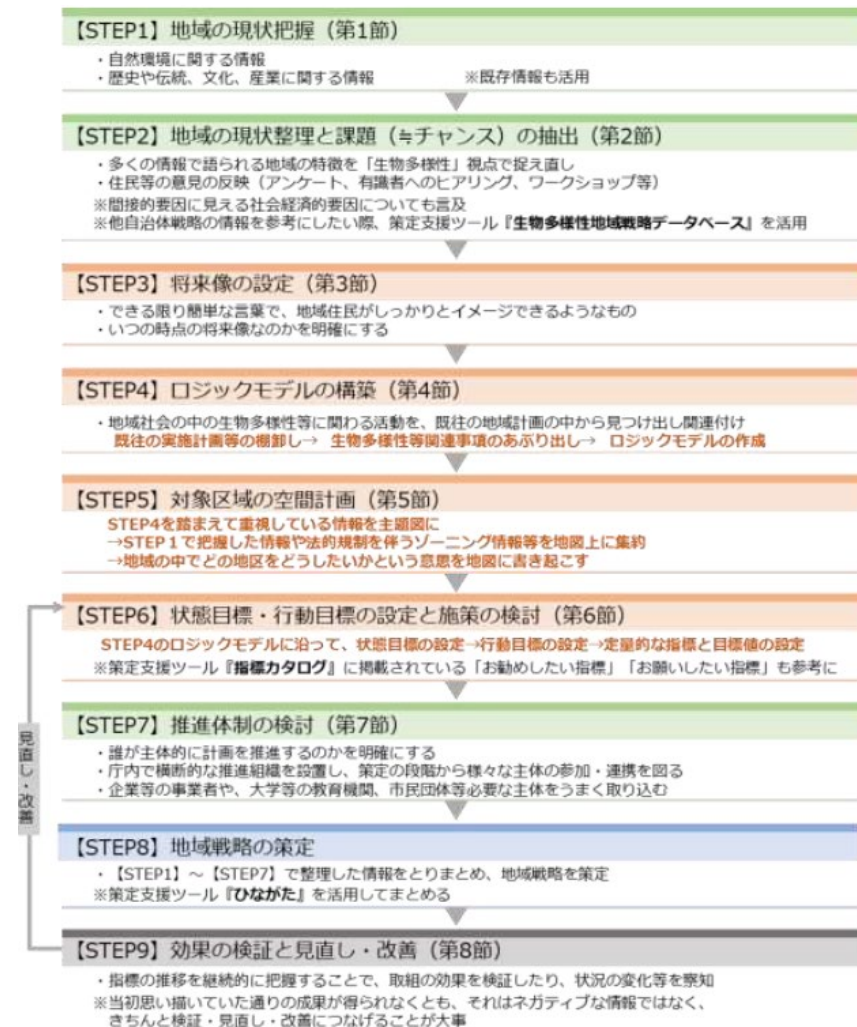 【STEP1】地域の現状把握（第1節）
・自然環境に関する情報
・歴史や伝統、文化、産業に関する情報　　※既存情報も活用
【STEP2】地域の現状整理と課題（≒チャンス）の抽出（第2節）
・多くの情報で語られる地域の特徴を「生物多様性」視点で捉え直し
・住民等の意見の反映（アンケート、有識者へのヒアリング、ワークショップ等）
※間接的要因に見える社会経済的要因についても言及
※他自治体戦略の情報を参考にしたい際、策定支援ツール『生物多様性地域戦略データベース』を活用
【STEP3】将来像の設定（第3節）
・できる限り簡単な言葉で、地域住民がしっかりとイメージできるようなもの
・いつの時点の将来像なのかを明確にする
【STEP4】ロジックモデルの構築（第4節）
・地域社会の中の生物多様性等に関わる活動を、既往の地域計画の中から見つけ出し関連付け
既往の実施計画等の棚卸し→ 生物多様性等関連事項のあぶり出し→ ロジックモデルの作成
【STEP5】対象区域の空間計画（第5節）
STEP4を踏まえて重視している情報を主題図に
→STEP１で把握した情報や法的規制を伴うゾーニング情報等を地図上に集約
→地域の中でどの地区をどうしたいかという意思を地図に書き起こす
【STEP6】状態目標・行動目標の設定と施策の検討（第6節）
STEP4のロジックモデルに沿って、状態目標の設定→行動目標の設定→定量的な指標と目標値の設定
※策定支援ツール『指標カタログ』に掲載されている「お勧めしたい指標」「お願いしたい指標」も参考に
【STEP7】推進体制の検討（第7節）
・誰が主体的に計画を推進するのかを明確にする
・庁内で横断的な推進組織を設置し、策定の段階から様々な主体の参加・連携を図る
・企業等の事業者や、大学等の教育機関、市民団体等必要な主体をうまく取り込む
見直し・改善
【STEP8】地域戦略の策定
・【STEP1】～【STEP7】で整理した情報をとりまとめ、地域戦略を策定
※策定支援ツール『ひながた』を活用してまとめる
【STEP9】効果の検証と見直し・改善（第8節）
・指標の推移を継続的に把握することで、取組の効果を検証したり、状況の変化等を察知
※当初思い描いていた通りの成果が得られなくとも、それはネガティブな情報ではなく、
きちんと検証・見直し・改善につなげることが大事